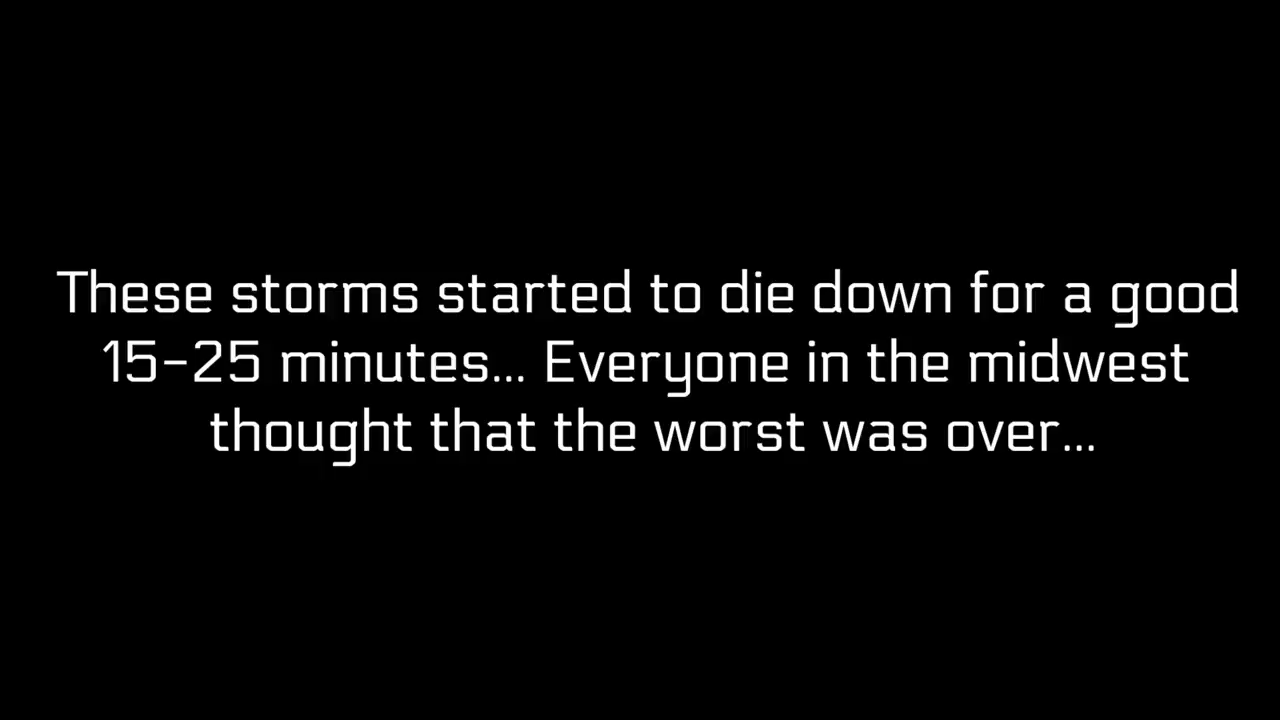 These storms started to die down for a good
15-25 minutes... Everyone in the midwest
thought that the worst was over...